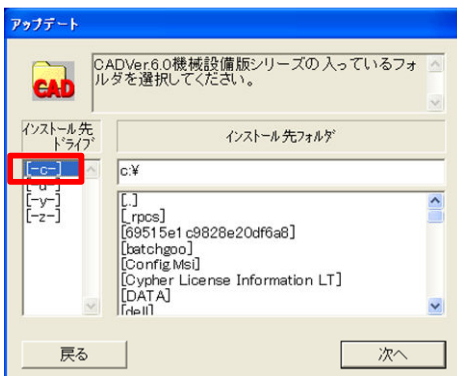 アップデート
CAD
CADVer.6.0機械設備版シリーズの入っているフォ
ルダを選択してください。
インストール先
ドライブ
インストール先フォルダ
[-c-]
[-d-]
[-y-]
[-z-]
c:¥
[.]
[_rpcs]
[69515e1c9828e20df6a8]
[batchgoo]
[Config.Msi]
[Cypher License Information LT]
[DATA]
[dell]
戻る
次へ